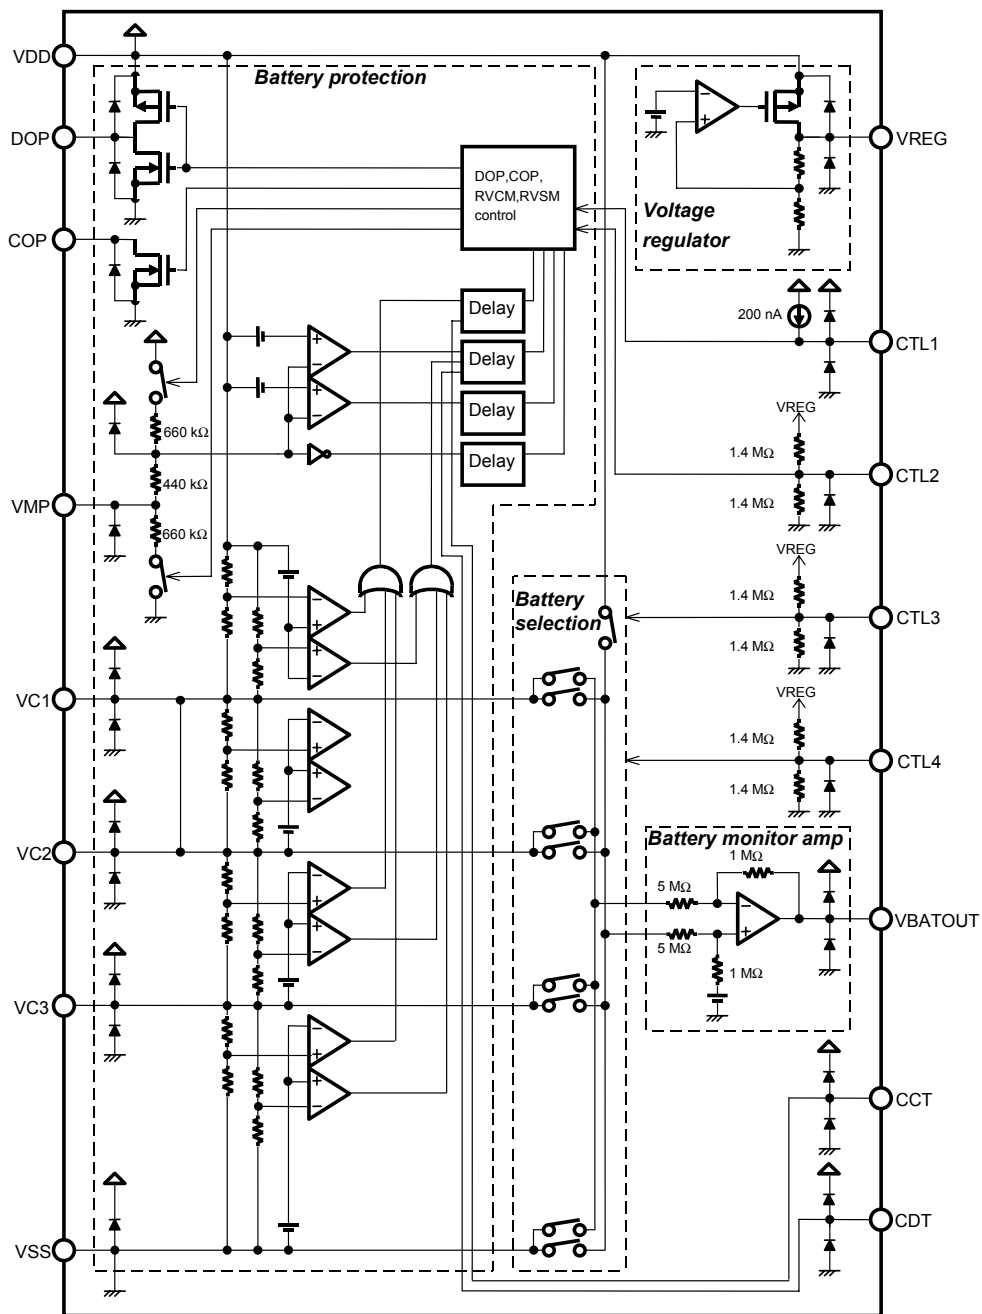 VDD
Battery protection
DOP
DOP,COP,
RVCM,RVSM
control
VREG
Voltage
regulator
COP
Delay
200 nA
CTL1
Delay
Delay
VREG
660 kΩ
Delay
1.4 MΩ
CTL2
440 kΩ
1.4 MΩ
VMP
660 kΩ
VREG
Battery
selection
1.4 MΩ
CTL3
1.4 MΩ
VC1
VREG
1.4 MΩ
CTL4
1.4 MΩ
VC2
Battery monitor amp
1 MΩ
5 MΩ
VBATOUT
5 MΩ
1 MΩ
VC3
CCT
CDT
VSS